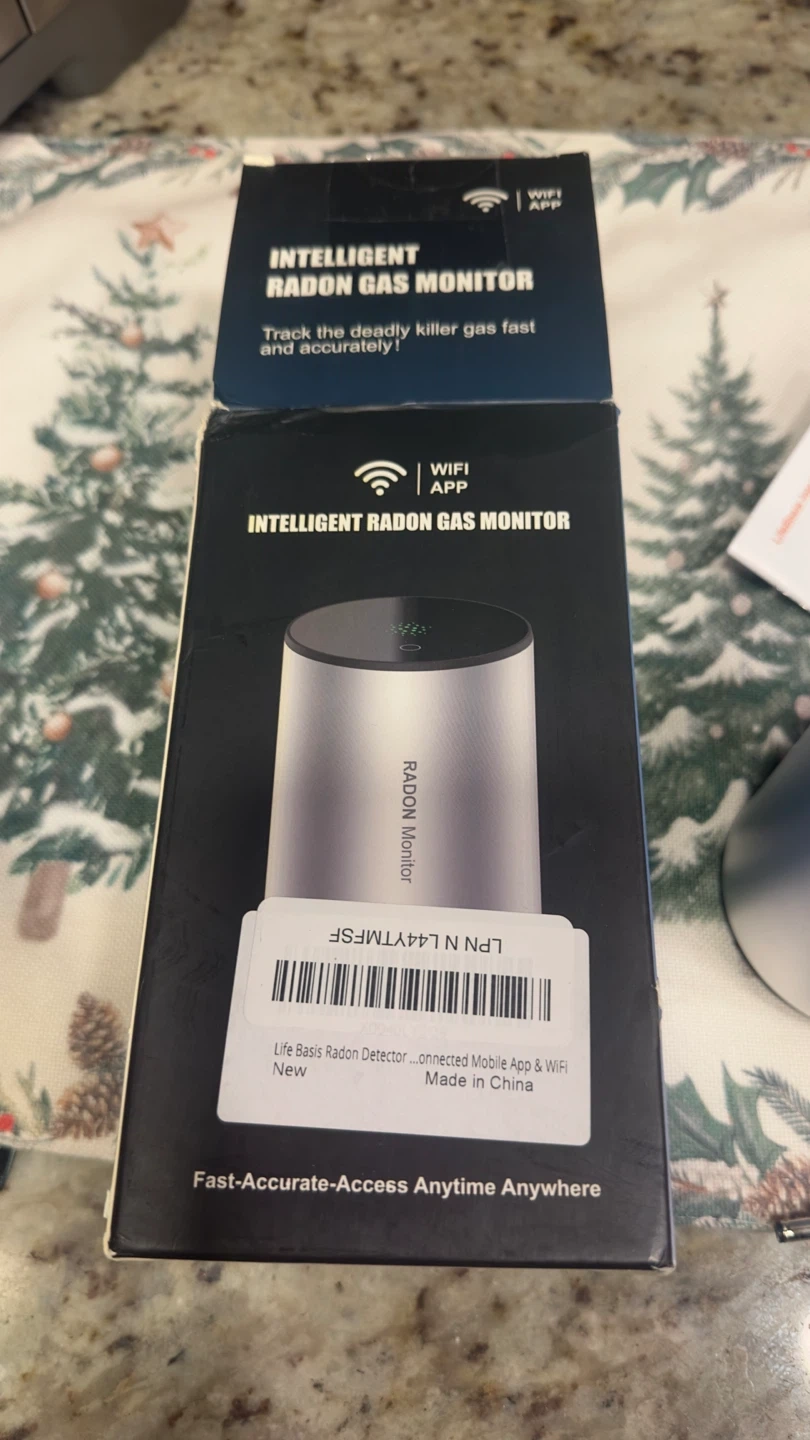 WIFI
APP
INTELLIGENT
RADON GAS MONITOR
Track the deadly killer gas fast
and accurately!
WIFI
APP
INTELLIGENT RADON GAS MONITOR
RADON Monitor
LPN N L44YTMFSF
Life Basis Radon Detector ...onnected Mobile App & WiFi
New
Made in China
Fast-Accurate-Access Anytime Anywhere